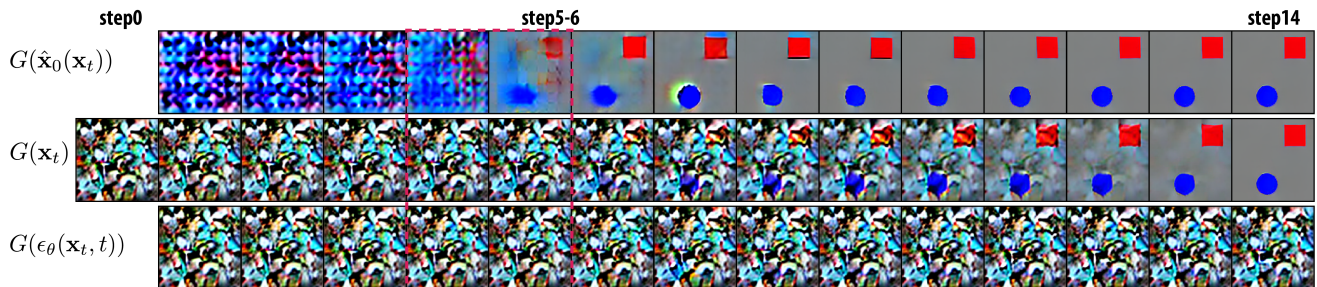 step0 step5-6 step14
G(x̂₀(xₜ))
G(xₜ)
G(ϵ_θ(xₜ, t))